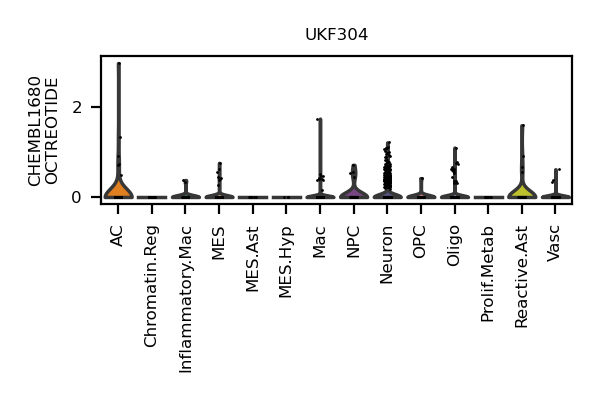 UKF304
CHEMBL1680
OCTREOTIDE
2
0
AC
Chromatin.Reg
Inflammatory.Mac
MES
MES.Ast
MES.Hyp
Mac
NPC
Neuron
OPC
Oligo
Prolif.Metab
Reactive.Ast
Vasc